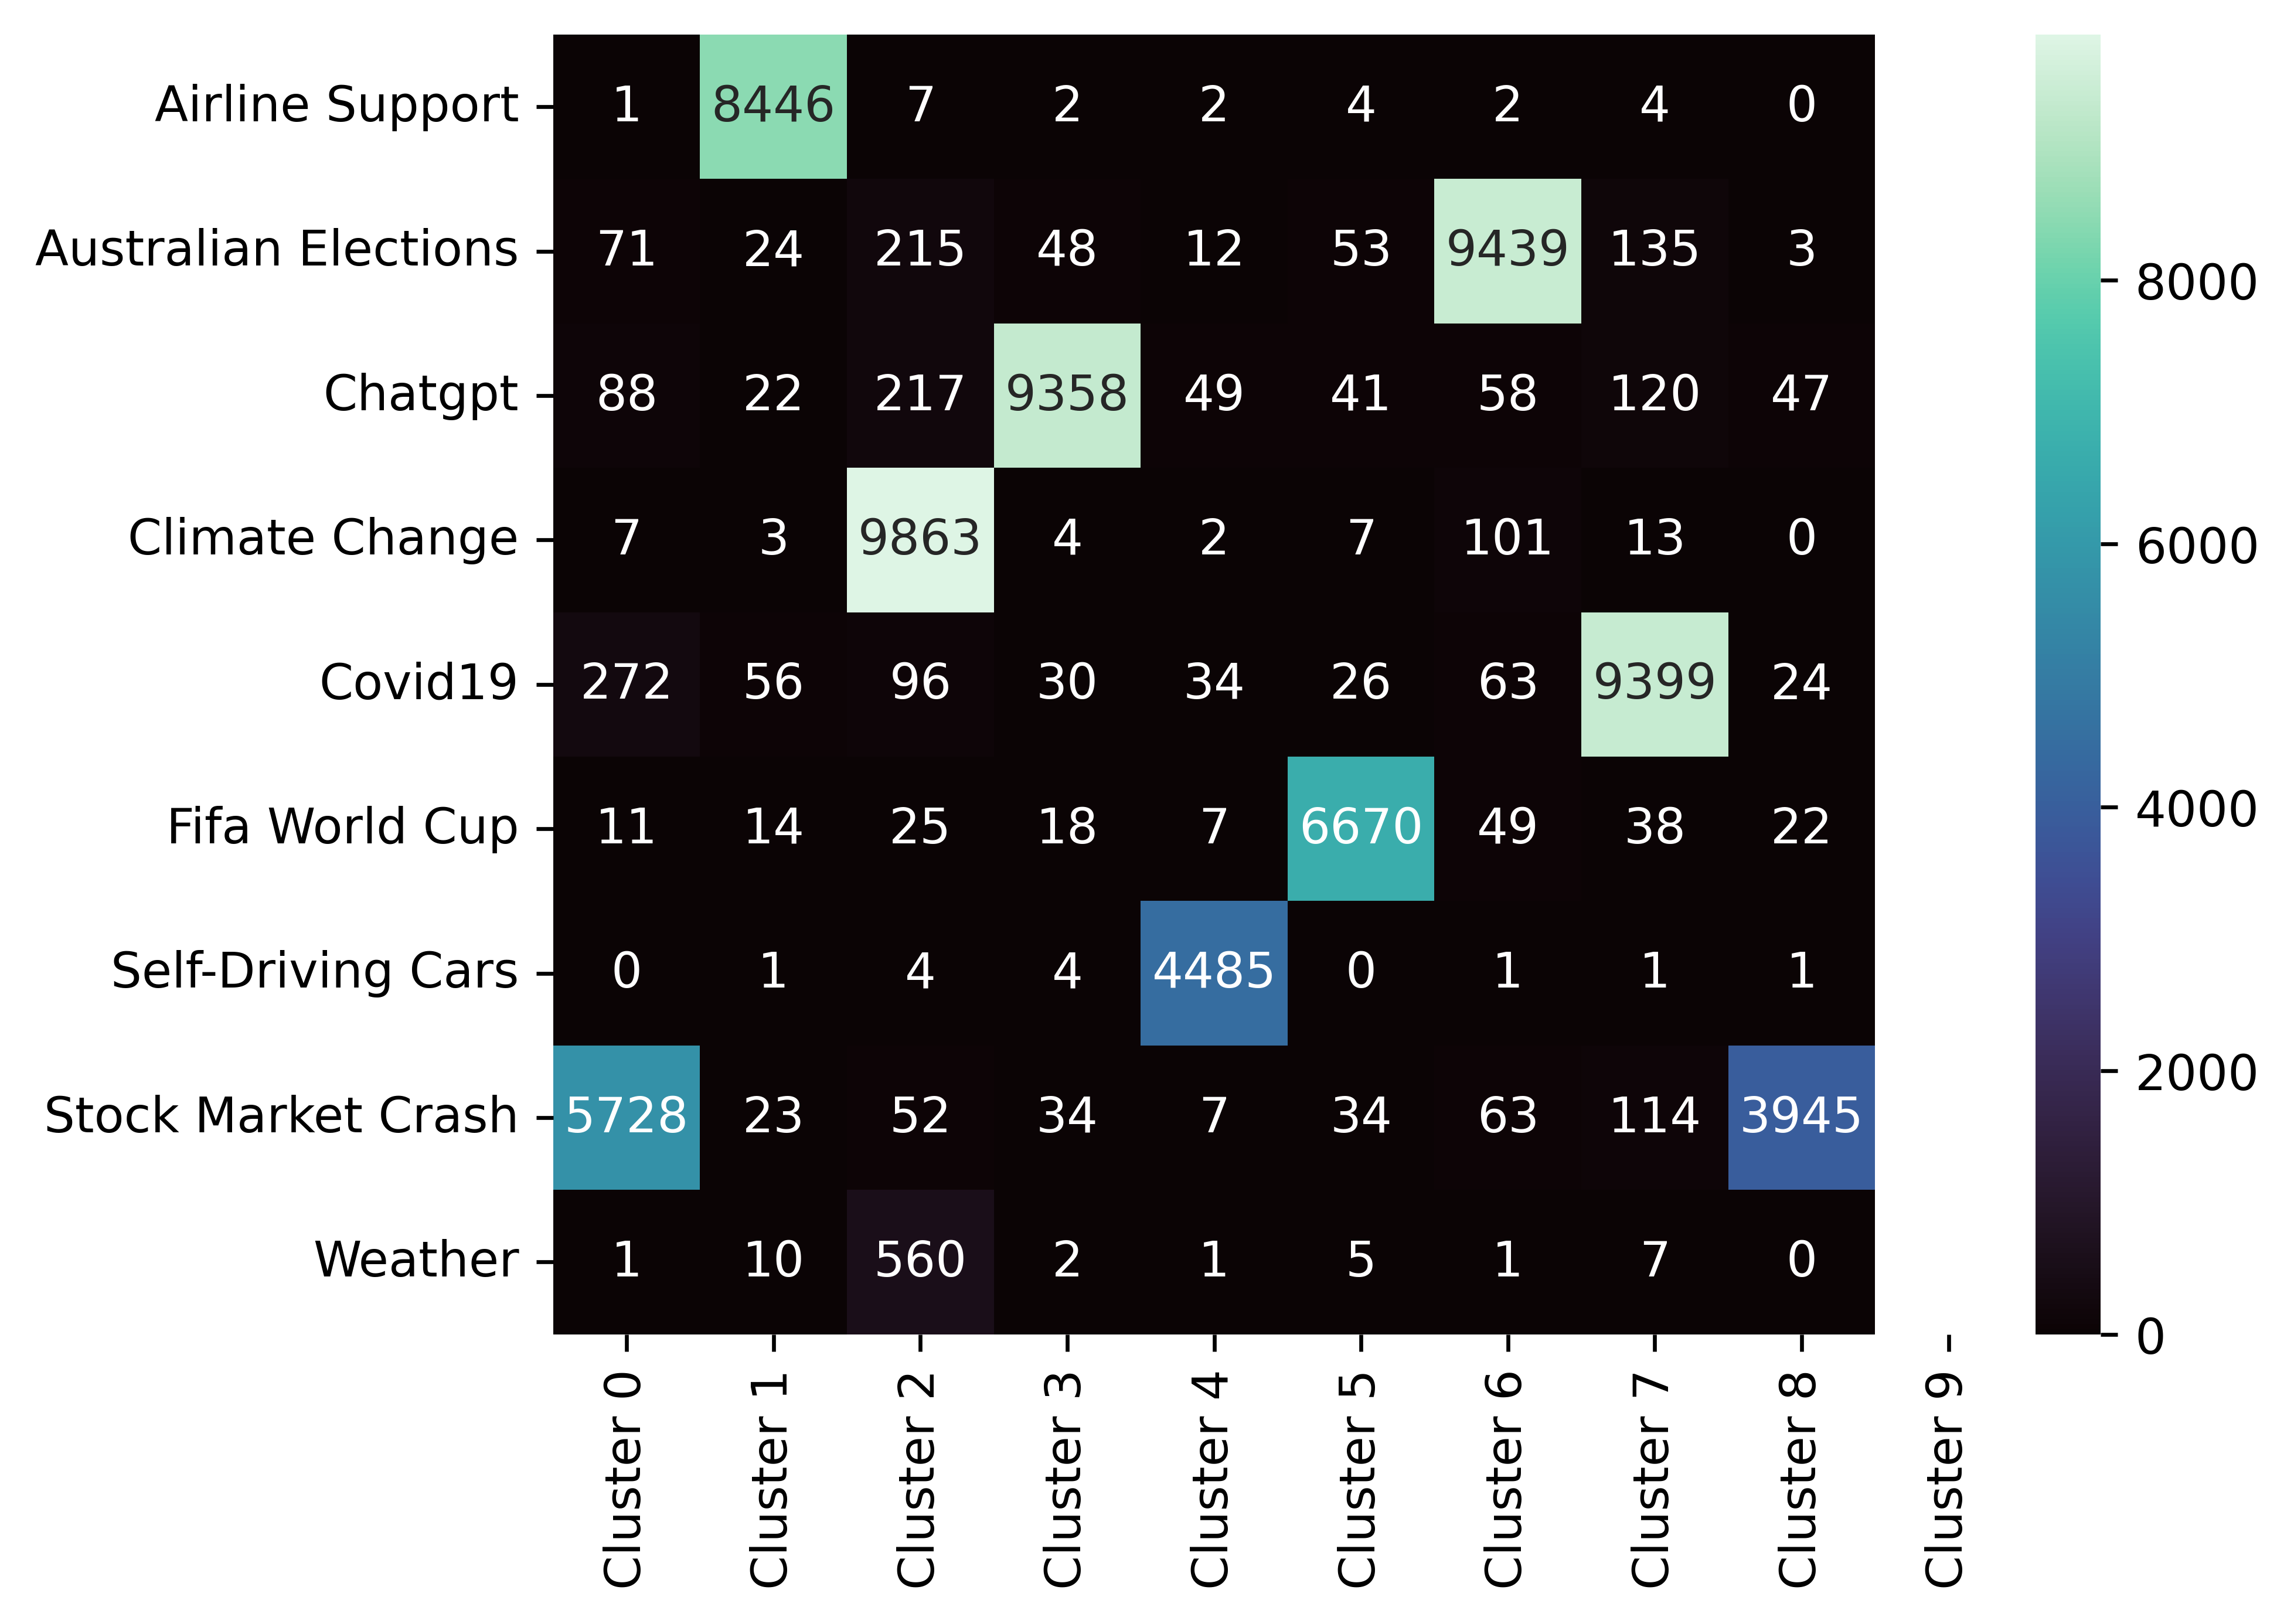 Airline Support 1 8446 7 2 2 4 2 4 0
Australian Elections 71 24 215 48 12 53 9439 135 3
Chatgpt 88 22 217 9358 49 41 58 120 47
Climate Change 7 3 9863 4 2 7 101 13 0
Covid19 272 56 96 30 34 26 63 9399 24
Fifa World Cup 11 14 25 18 7 6670 49 38 22
Self-Driving Cars 0 1 4 4 4485 0 1 1 1
Stock Market Crash 5728 23 52 34 7 34 63 114 3945
Weather 1 10 560 2 1 5 1 7 0
Cluster 0
Cluster 1
Cluster 2
Cluster 3
Cluster 4
Cluster 5
Cluster 6
Cluster 7
Cluster 8
Cluster 9
8000
6000
4000
2000
0